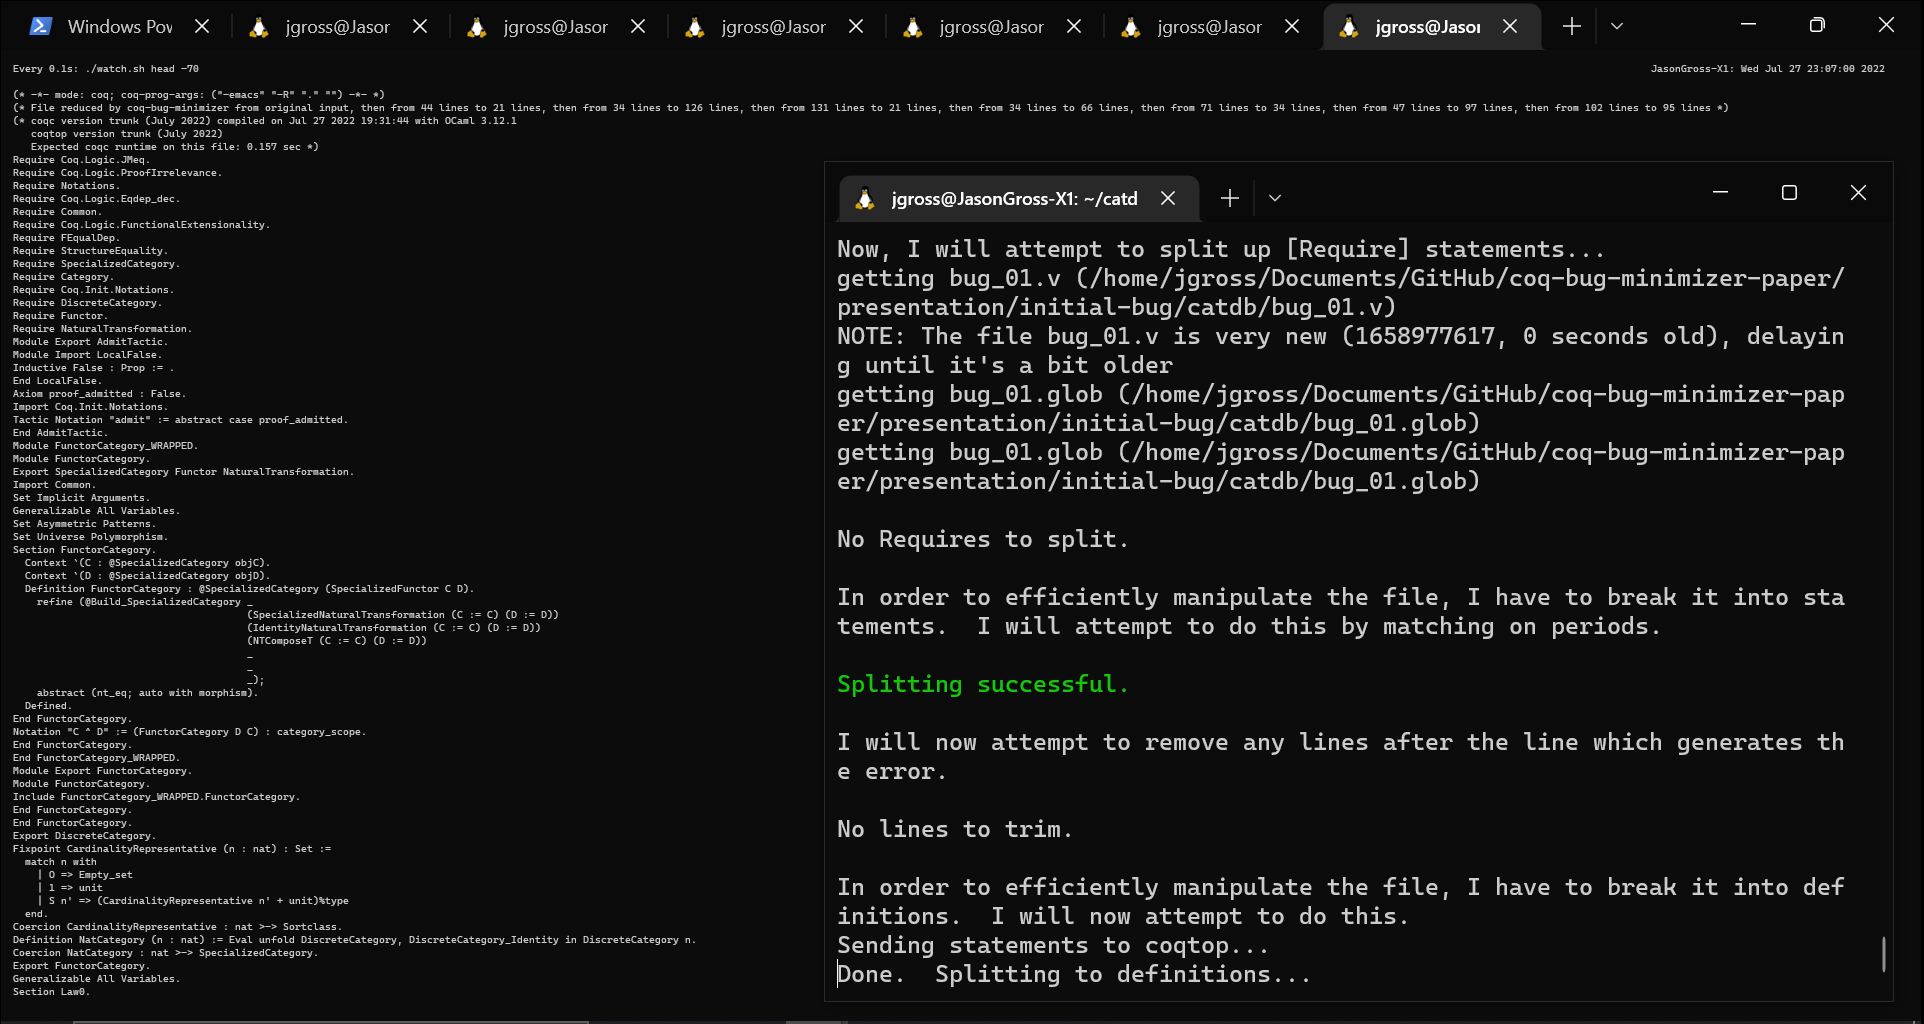 Windows Pov
jgross@Jasor
jgross@Jasor
jgross@Jasor
jgross@Jasor
jgross@Jasor
jgross@Jasor
Every 0.1s: ./watch.sh head -70
JasonGross-X1: Wed Jul 27 23:07:00 2022
(* -*- mode: coq; coq-prog-args: ("-emacs" "-R" "." "") -*- *)
(* File reduced by coq-bug-minimizer from original input, then from 44 lines to 21 lines, then from 34 lines to 126 lines, then from 131 lines to 21 lines, then from 34 lines to 66 lines, then from 71 lines to 34 lines, then from 47 lines to 97 lines, then from 102 lines to 95 lines *)
(* coqc version trunk (July 2022) compiled on Jul 27 2022 19:31:44 with OCaml 3.12.1
   coqtop version trunk (July 2022)
   Expected coqc runtime on this file: 0.157 sec *)
Require Coq.Logic.JMeq.
Require Coq.Logic.ProofIrrelevance.
Require Notations.
Require Coq.Logic.Eqdep_dec.
Require Common.
Require Coq.Logic.FunctionalExtensionality.
Require FEqualDep.
Require StructureEquality.
Require SpecializedCategory.
Require Category.
Require Coq.Init.Notations.
Require DiscreteCategory.
Require Functor.
Require NaturalTransformation.
Module Export AdmitTactic.
Module Import LocalFalse.
Inductive False : Prop := .
End LocalFalse.
Axiom proof_admitted : False.
Import Coq.Init.Notations.
Tactic Notation "admit" := abstract case proof_admitted.
End AdmitTactic.
Module FunctorCategory_WRAPPED.
Module FunctorCategory.
Export SpecializedCategory Functor NaturalTransformation.
Import Common.
Set Implicit Arguments.
Generalizable All Variables.
Set Asymmetric Patterns.
Set Universe Polymorphism.
Section FunctorCategory.
  Context `(C : @SpecializedCategory objC).
  Context `(D : @SpecializedCategory objD).
  Definition FunctorCategory : @SpecializedCategory (SpecializedFunctor C D).
    refine (@Build_SpecializedCategory _
                                       (SpecializedNaturalTransformation (C := C) (D := D))
                                       (IdentityNaturalTransformation (C := C) (D := D))
                                       (NTComposeT (C := C) (D := D))
                                       _
                                       _
                                       _);
    abstract (nt_eq; auto with morphism).
  Defined.
End FunctorCategory.
Notation "C ^ D" := (FunctorCategory D C) : category_scope.
End FunctorCategory.
End FunctorCategory_WRAPPED.
Module Export FunctorCategory.
Module FunctorCategory.
Include FunctorCategory_WRAPPED.FunctorCategory.
End FunctorCategory.
End FunctorCategory.
Export DiscreteCategory.
Fixpoint CardinalityRepresentative (n : nat) : Set :=
  match n with
    | O => Empty_set
    | 1 => unit
    | S n' => (CardinalityRepresentative n' + unit)%type
  end.
Coercion CardinalityRepresentative : nat >-> Sortclass.
Definition NatCategory (n : nat) := Eval unfold DiscreteCategory, DiscreteCategory_Identity in DiscreteCategory n.
Coercion NatCategory : nat >-> SpecializedCategory.
Export FunctorCategory.
Generalizable All Variables.
Section Law0.
jgross@JasonGross-X1: ~/catd
Now, I will attempt to split up [Require] statements...
getting bug_01.v (/home/jgross/Documents/GitHub/coq-bug-minimizer-paper/
presentation/initial-bug/catdb/bug_01.v)
NOTE: The file bug_01.v is very new (1658977617, 0 seconds old), delayin
g until it's a bit older
getting bug_01.glob (/home/jgross/Documents/GitHub/coq-bug-minimizer-pap
er/presentation/initial-bug/catdb/bug_01.glob)
getting bug_01.glob (/home/jgross/Documents/GitHub/coq-bug-minimizer-pap
er/presentation/initial-bug/catdb/bug_01.glob)
No Requires to split.
In order to efficiently manipulate the file, I have to break it into sta
tements.  I will attempt to do this by matching on periods.
Splitting successful.
I will now attempt to remove any lines after the line which generates th
e error.
No lines to trim.
In order to efficiently manipulate the file, I have to break it into def
initions.  I will now attempt to do this.
Sending statements to coqtop...
Done.  Splitting to definitions...